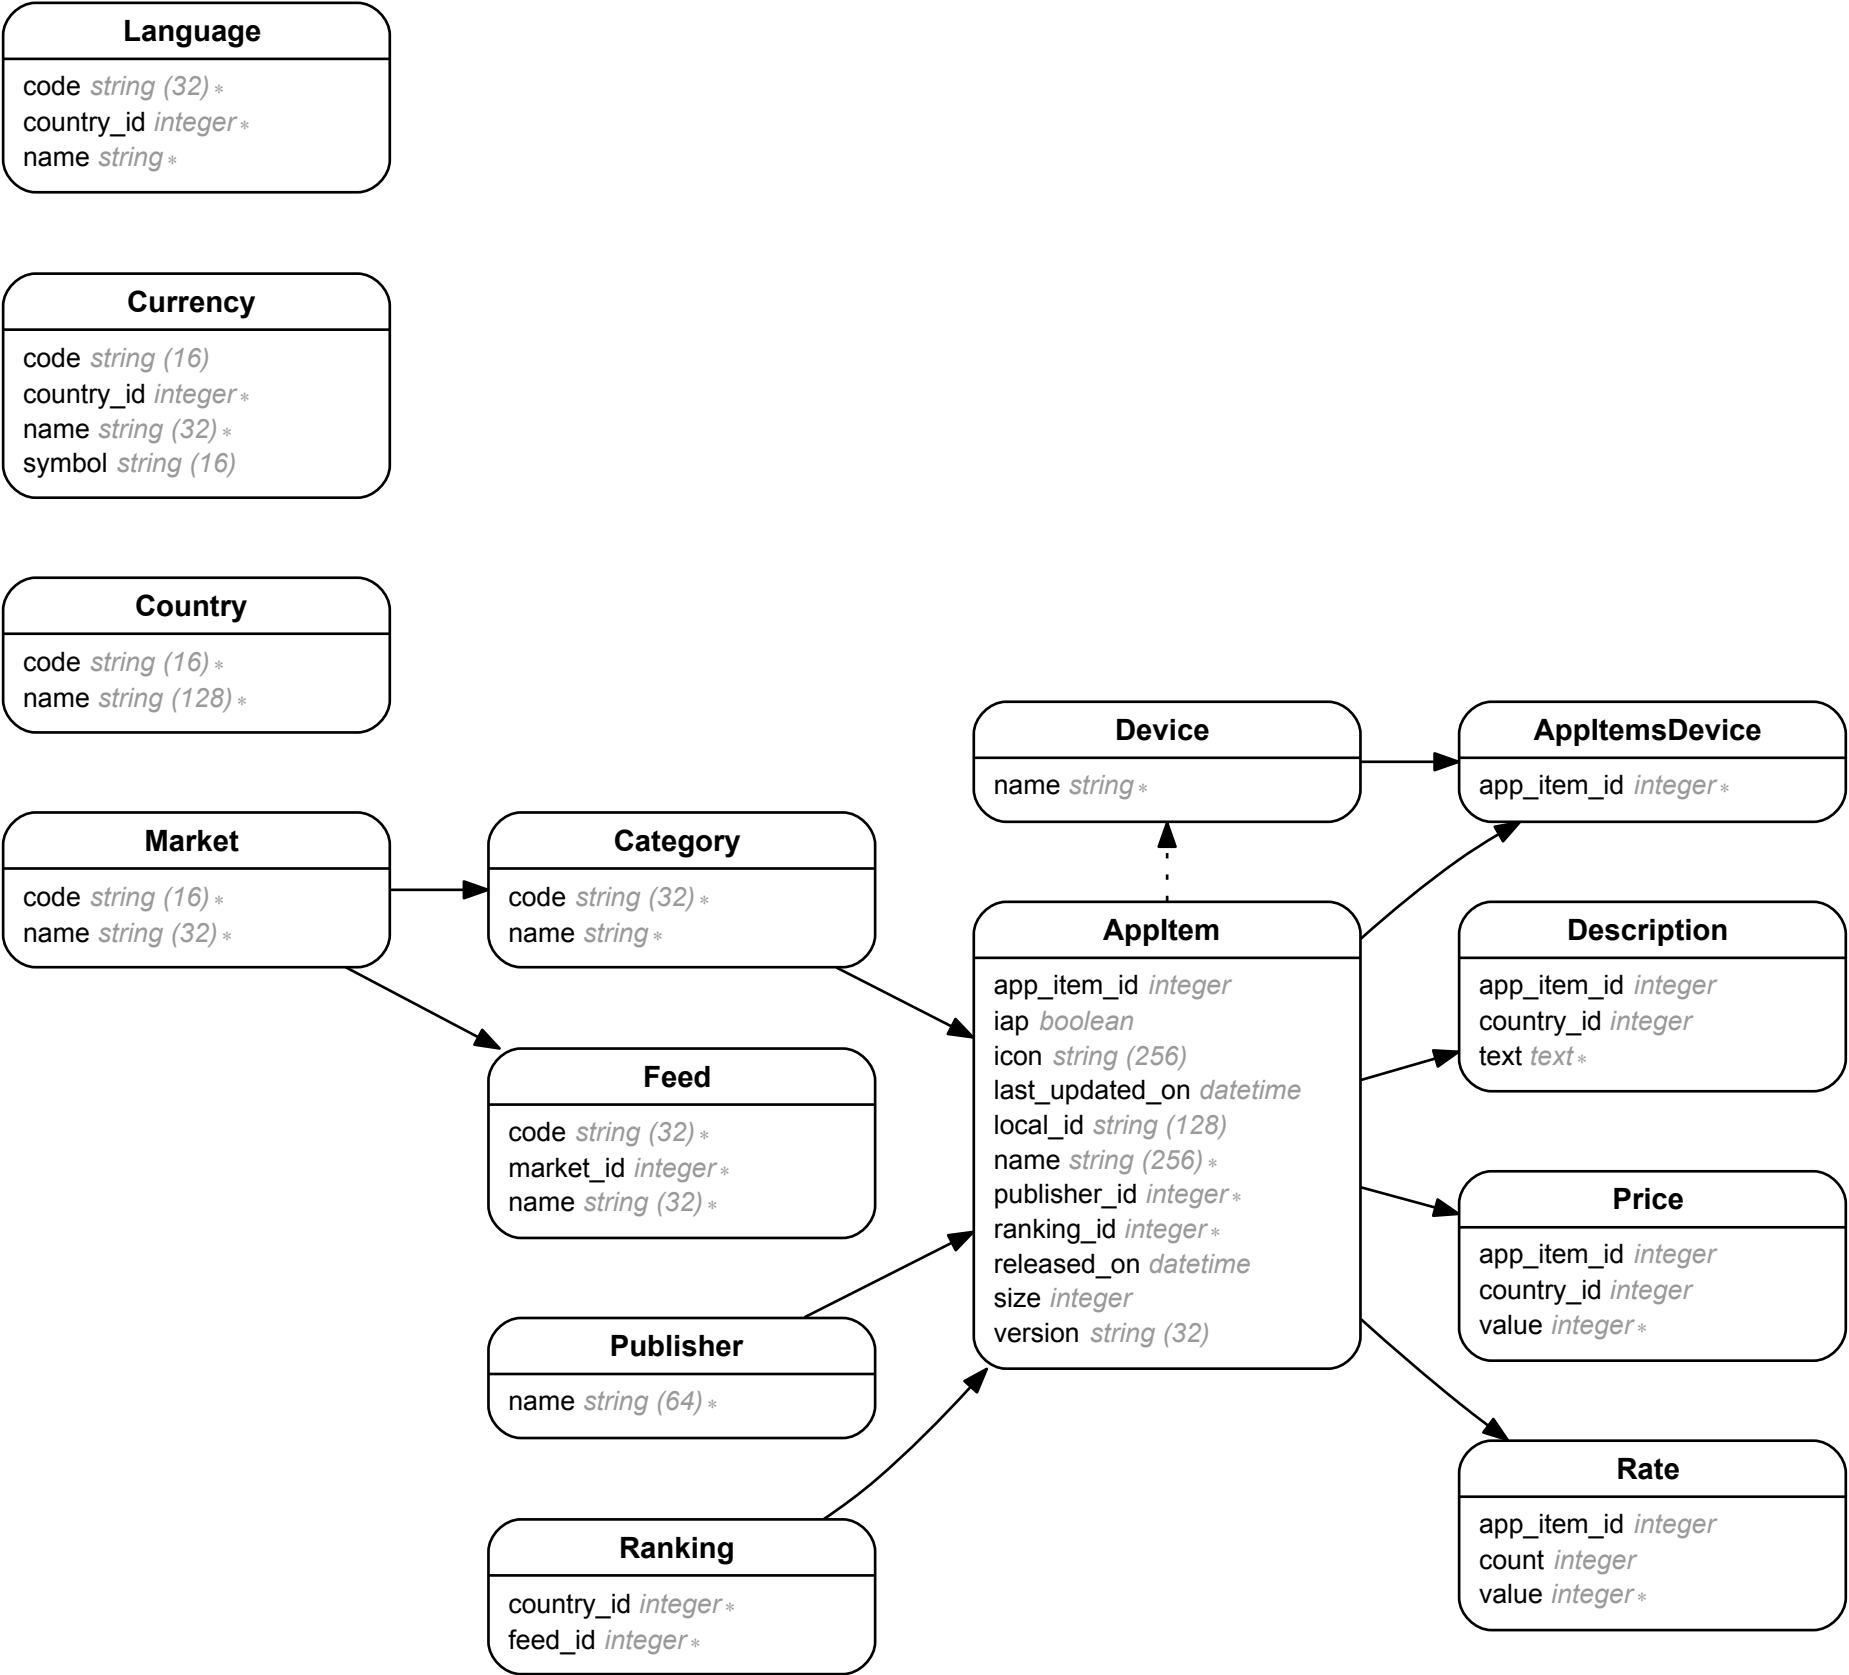 Language
code string (32) *
country_id integer *
name string *
Currency
code string (16)
country_id integer *
name string (32) *
symbol string (16)
Country
code string (16) *
name string (128) *
Market
code string (16) *
name string (32) *
Category
code string (32) *
name string *
Feed
code string (32) *
market_id integer *
name string (32) *
Publisher
name string (64) *
Ranking
country_id integer *
feed_id integer *
Device
name string *
AppItem
app_item_id integer
iap boolean
icon string (256)
last_updated_on datetime
local_id string (128)
name string (256) *
publisher_id integer *
ranking_id integer *
released_on datetime
size integer
version string (32)
AppItemsDevice
app_item_id integer *
Description
app_item_id integer
country_id integer
text text *
Price
app_item_id integer
country_id integer
value integer *
Rate
app_item_id integer
count integer
value integer *